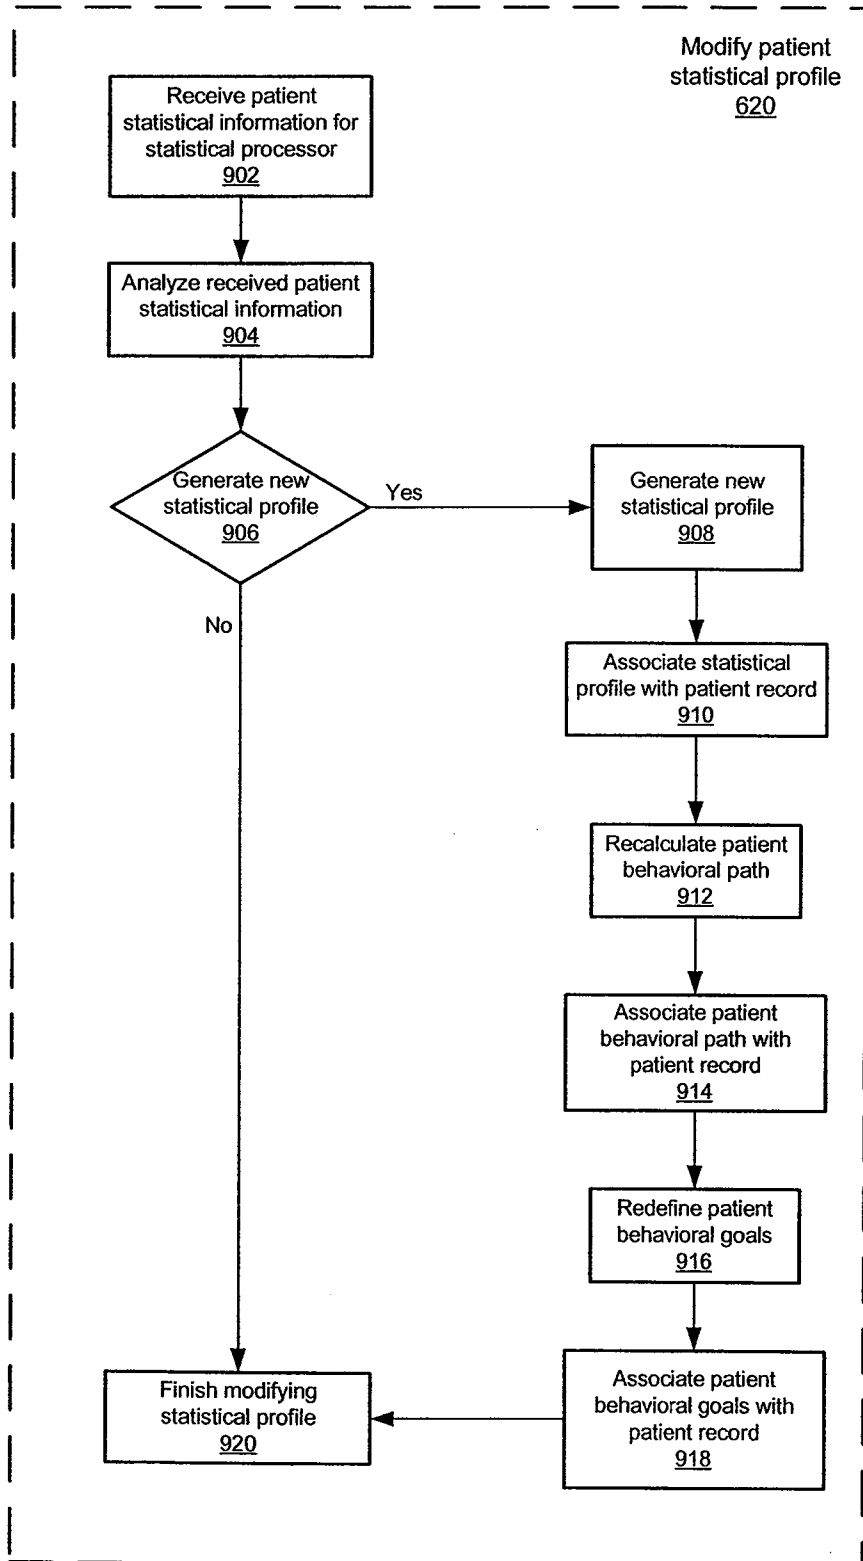 Modify patient
statistical profile
620
Receive patient
statistical information for
statistical processor
902
Analyze received patient
statistical information
904
Generate new
statistical profile
906
Yes
No
Generate new
statistical profile
908
Associate statistical
profile with patient record
910
Recalculate patient
behavioral path
912
Associate patient
behavioral path with
patient record
914
Redefine patient
behavioral goals
916
Associate patient
behavioral goals with
patient record
918
Finish modifying
statistical profile
920